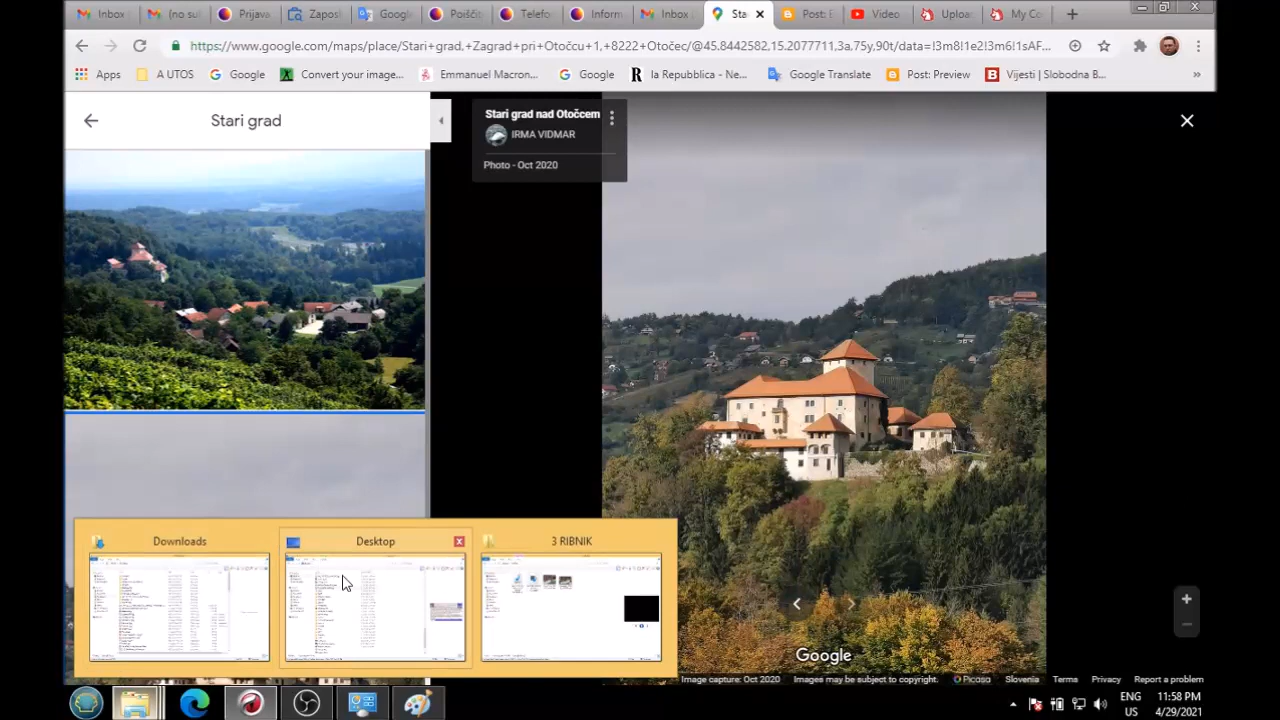 Inbox
(no sul
Prijava
Zapos
Googl
Poišči
Telefo
Inform
Inbox
Sta
Post: E
Video
Uploa
My Co
https://www.google.com/maps/place/Stari+grad,+Zagrad+pri+Otočcu+1,+8222+Otočec/@45.8442582,15.2077711,3a,75y,90t/data=!3m8!1e2!3m6!1sAF...
Apps
A UTOS
Google
Convert your image...
Emmanuel Macron...
Google
la Repubblica - Ne...
Google Translate
Post: Preview
Vijesti | Slobodna B...
»
Stari grad
Stari grad nad Otočcem
IRMA VIDMAR
Photo - Oct 2020
Downloads
Desktop
3 RIBNIK
Google
Image capture: Oct 2020 Images may be subject to copyright. Picoso Slovenia Terms Privacy Report a problem
ENG
US
11:58 PM
4/29/2021